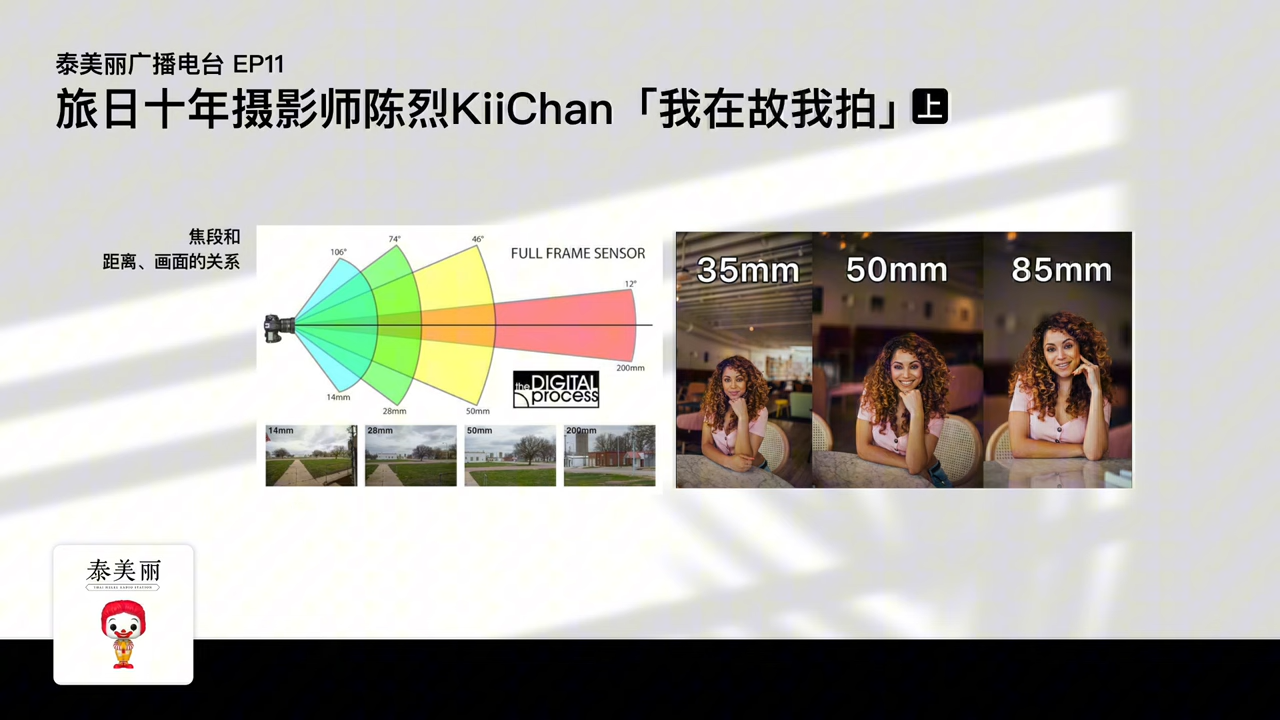 泰美丽广播电台 EP11
旅日十年摄影师陈烈KiiChan「我在故我拍」上
焦段和
距离、画面的关系
FULL FRAME SENSOR
106°
74°
46°
12°
14mm
28mm
50mm
200mm
the DIGITAL
process
14mm
28mm
50mm
200mm
35mm
50mm
85mm
泰美丽